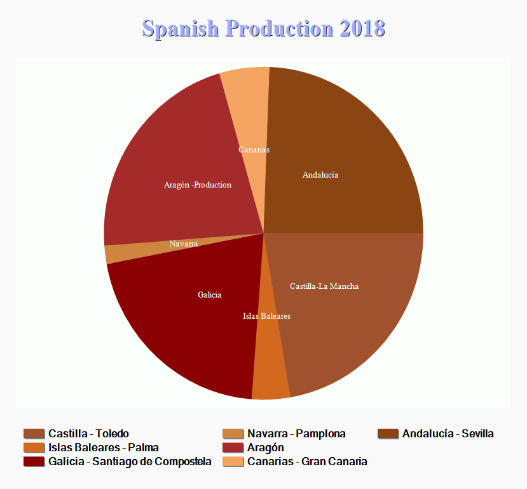 Spanish Production 2018
Canarias
Andalucía
Aragón -Production
Navarra
Castilla-La Mancha
Galicia
Islas Baleares
Castilla - Toledo
Navarra - Pamplona
Andalucía - Sevilla
Islas Baleares - Palma
Aragón
Galicia - Santiago de Compostela
Canarias - Gran Canaria